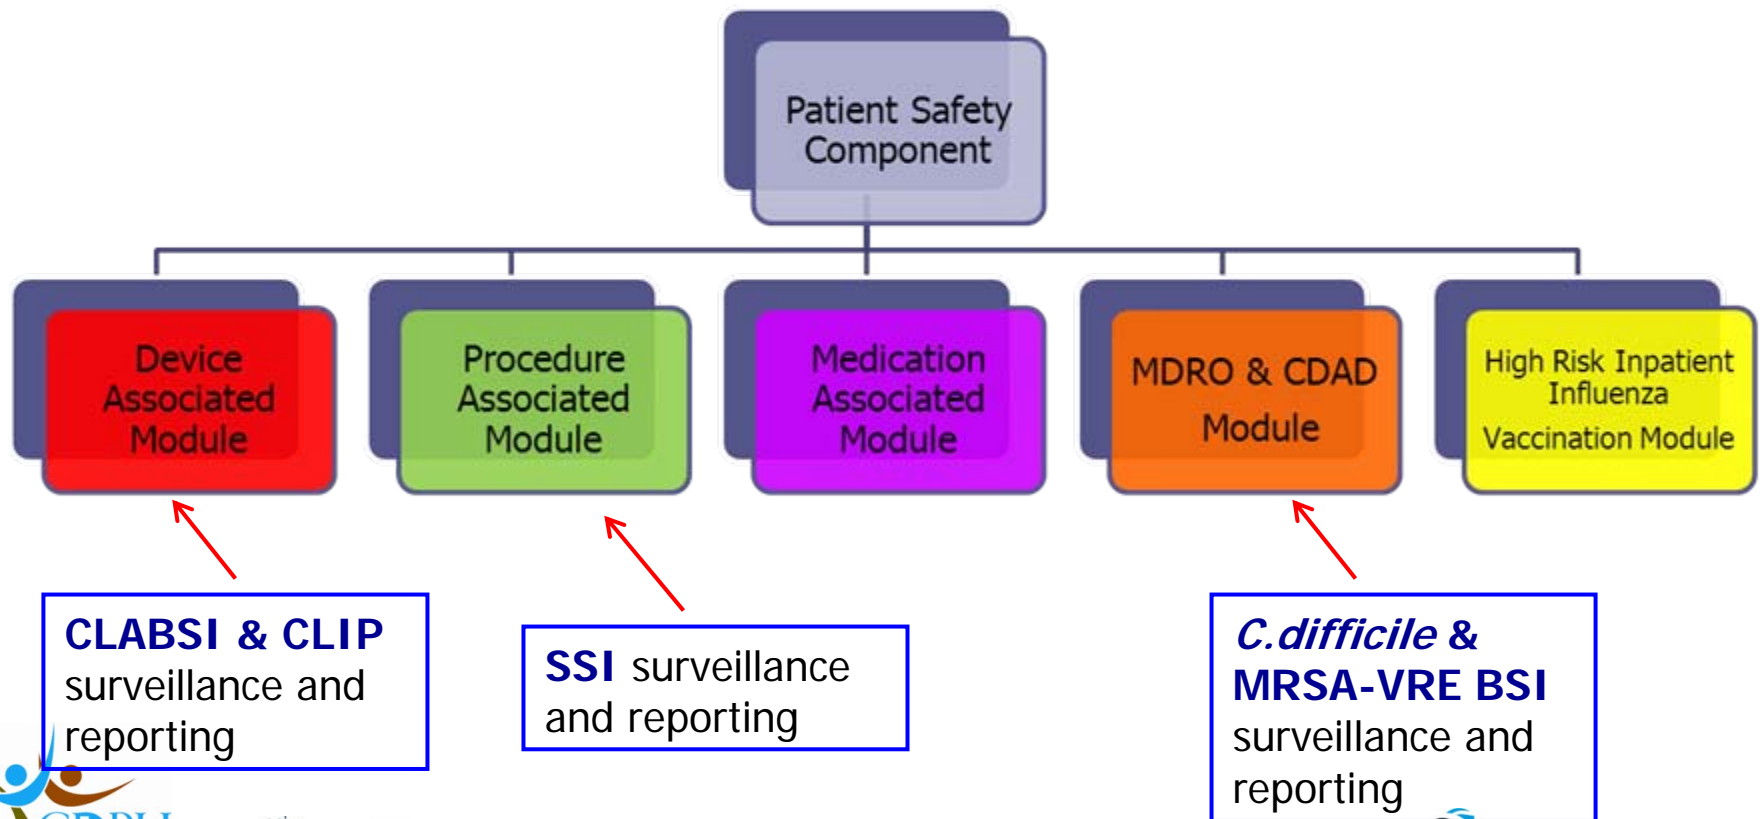 Patient Safety
Component
Device
Associated
Module
Procedure
Associated
Module
Medication
Associated
Module
MDRO & CDAD
Module
High Risk Inpatient
Influenza
Vaccination Module
CLABSI & CLIP
surveillance and
reporting
SSI surveillance
and reporting
C.difficile &
MRSA-VRE BSI
surveillance and
reporting